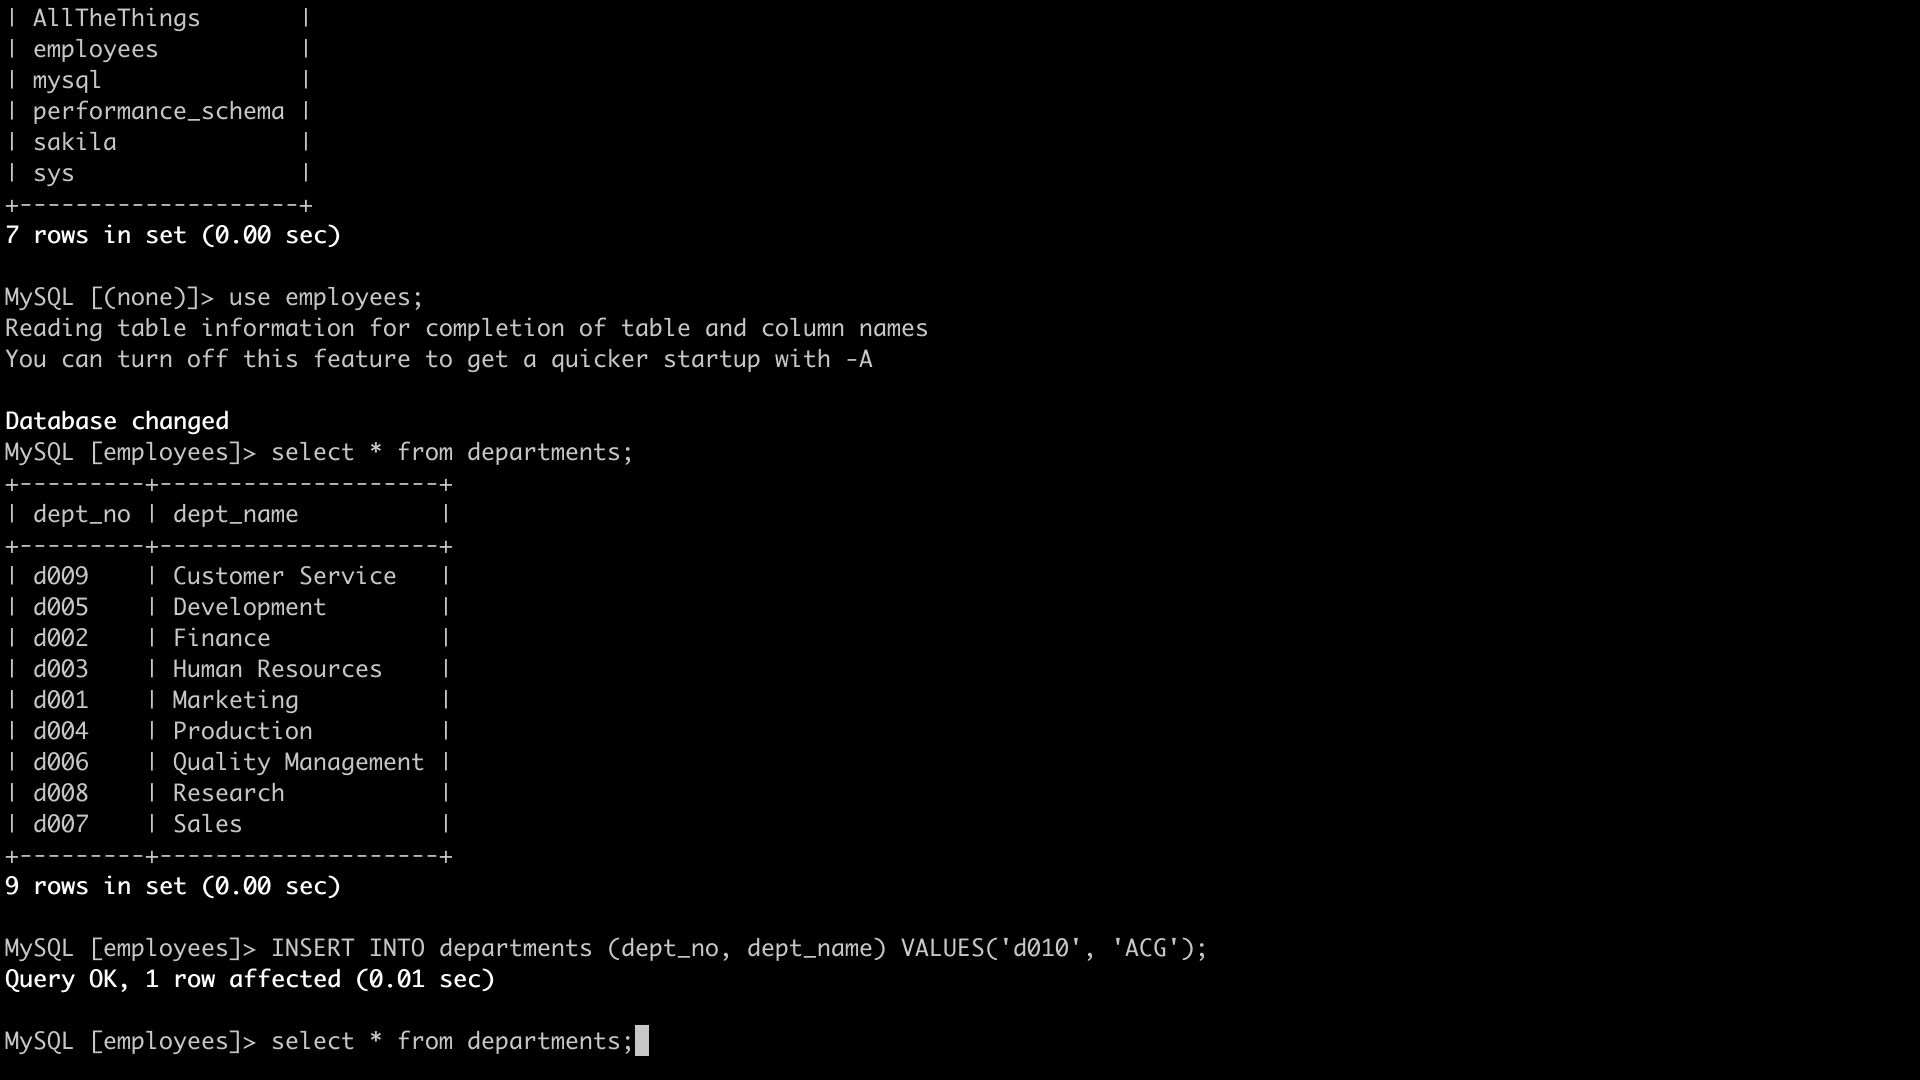 | AllTheThings       |
| employees          |
| mysql              |
| performance_schema |
| sakila             |
| sys                |
+--------------------+
7 rows in set (0.00 sec)

MySQL [(none)]> use employees;
Reading table information for completion of table and column names
You can turn off this feature to get a quicker startup with -A

Database changed
MySQL [employees]> select * from departments;
+---------+--------------------+
| dept_no | dept_name          |
+---------+--------------------+
| d009    | Customer Service   |
| d005    | Development        |
| d002    | Finance            |
| d003    | Human Resources    |
| d001    | Marketing          |
| d004    | Production         |
| d006    | Quality Management |
| d008    | Research           |
| d007    | Sales              |
+---------+--------------------+
9 rows in set (0.00 sec)

MySQL [employees]> INSERT INTO departments (dept_no, dept_name) VALUES('d010', 'ACG');
Query OK, 1 row affected (0.01 sec)

MySQL [employees]> select * from departments;